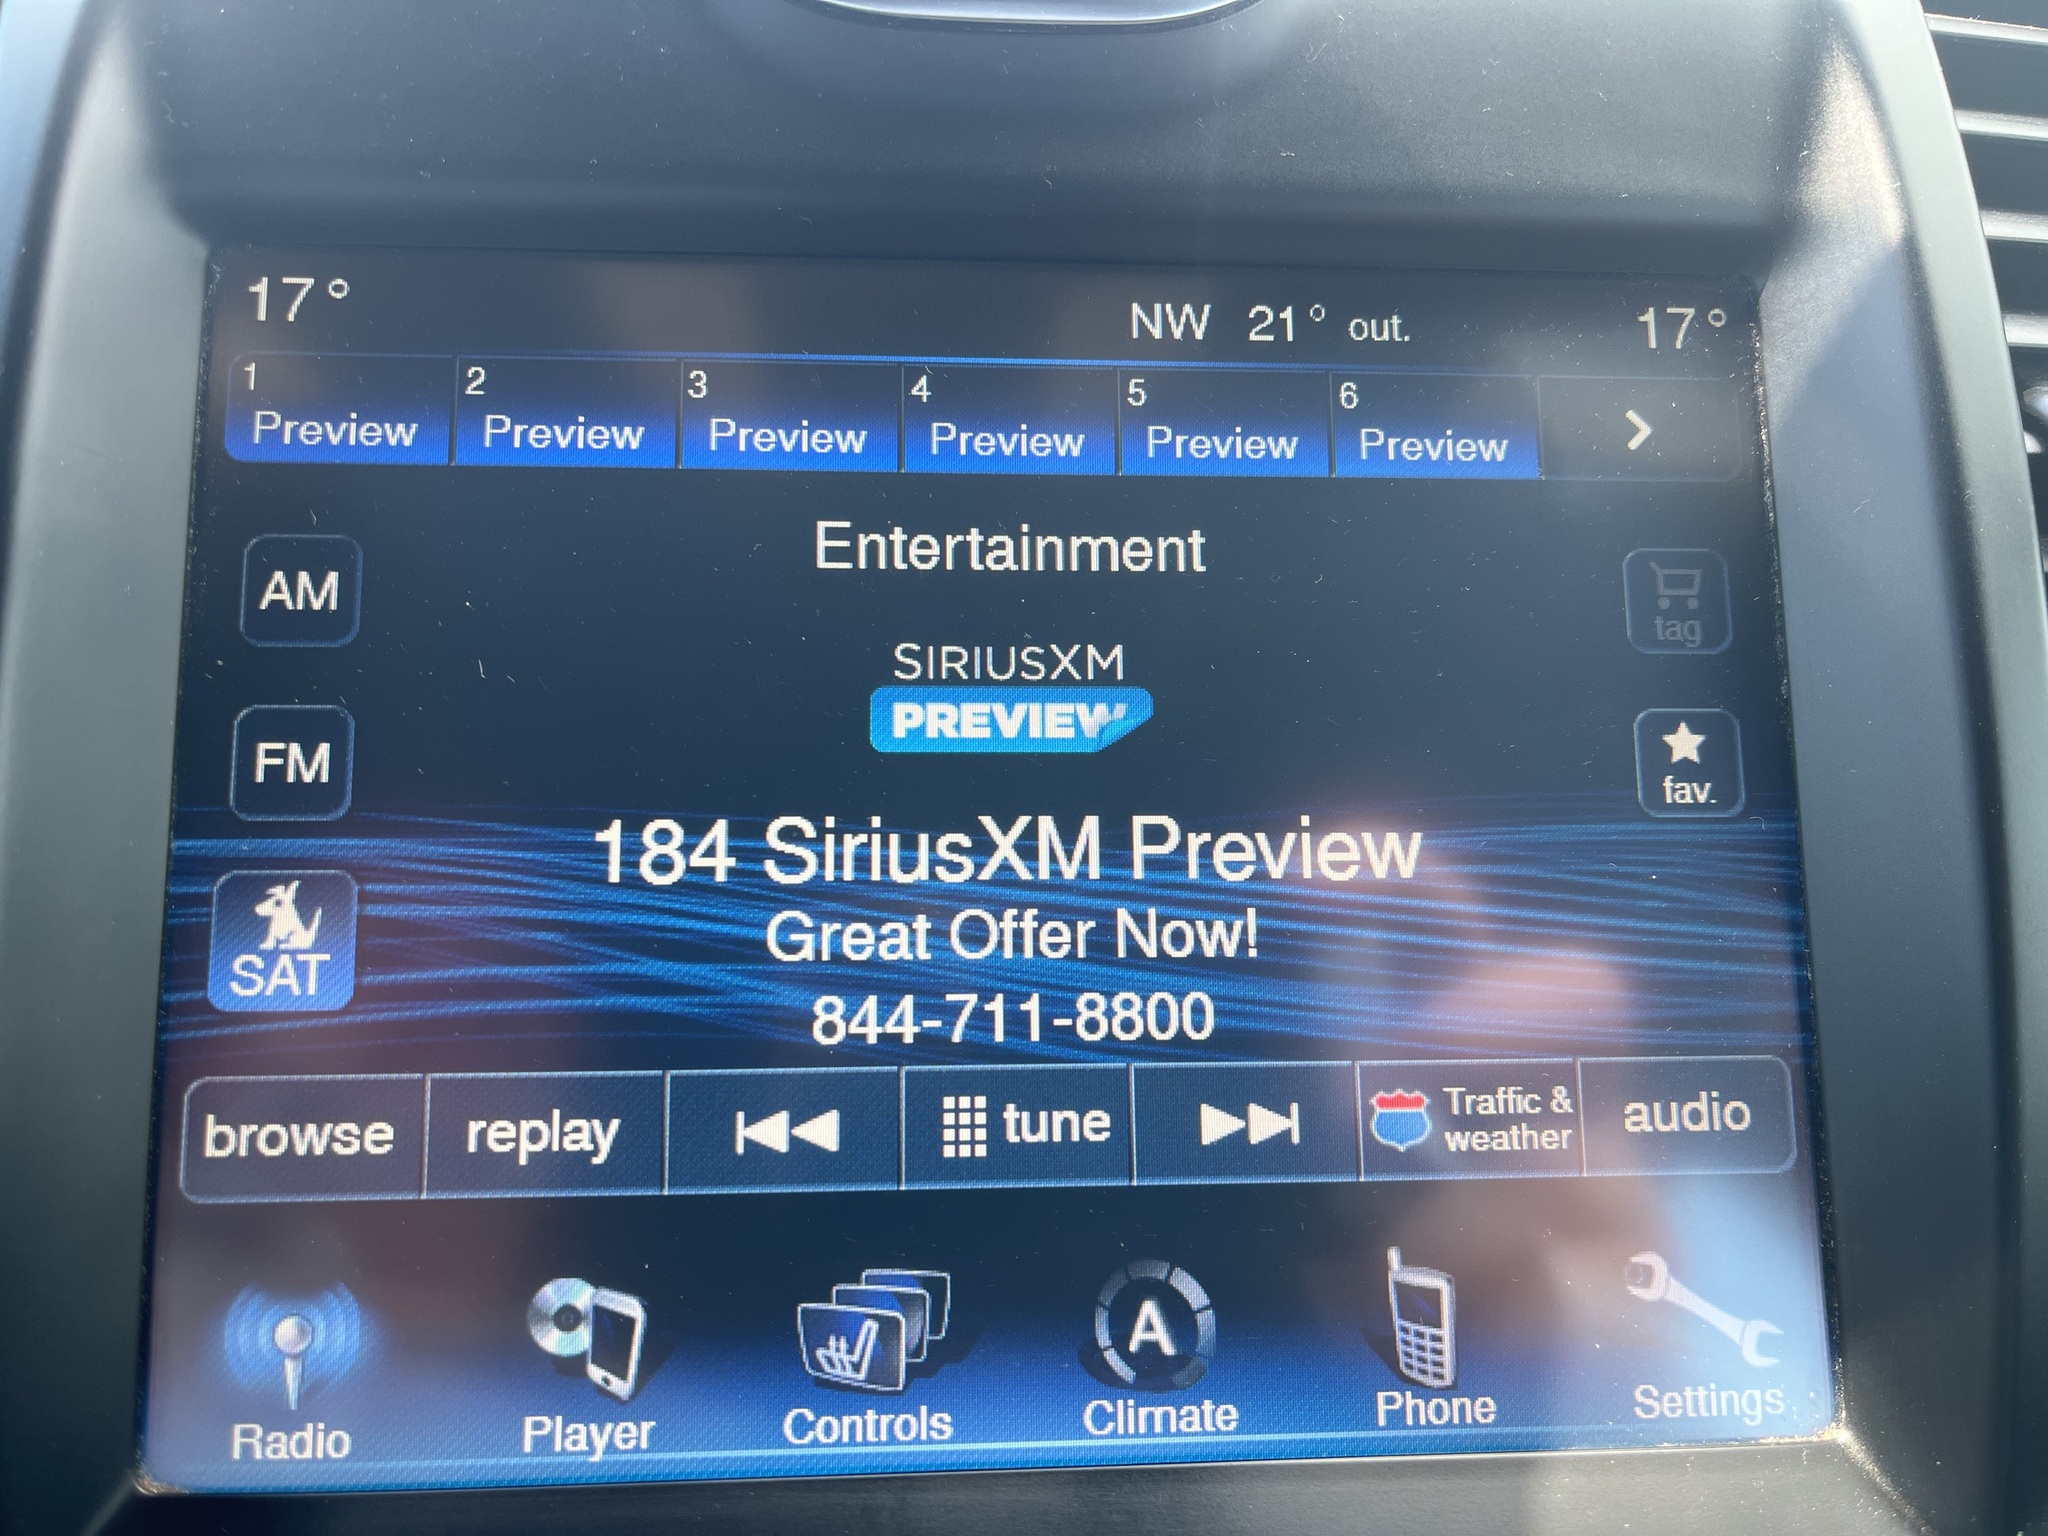 17° NW 21° out. 17°
1 2 3 4 5 6
Preview Preview Preview Preview Preview Preview
Entertainment
AM
tag
SIRIUSXM
PREVIEW
FM
fav.
184 SiriusXM Preview
Great Offer Now!
SAT
844-711-8800
browse replay tune Traffic & weather audio
Radio Player Controls A Climate Phone Settings